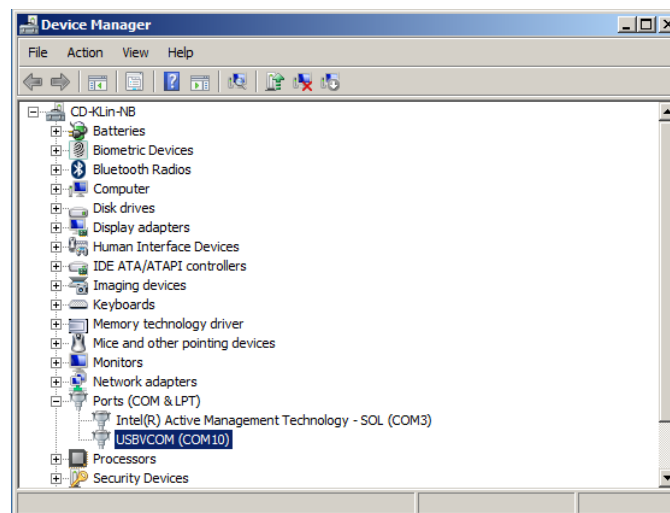 Device Manager
File Action View Help
CD-KLin-NB
Batteries
Biometric Devices
Bluetooth Radios
Computer
Disk drives
Display adapters
Human Interface Devices
IDE ATA/ATAPI controllers
Imaging devices
Keyboards
Memory technology driver
Mice and other pointing devices
Monitors
Network adapters
Ports (COM & LPT)
Intel(R) Active Management Technology - SOL (COM3)
USBVCOM (COM10)
Processors
Security Devices